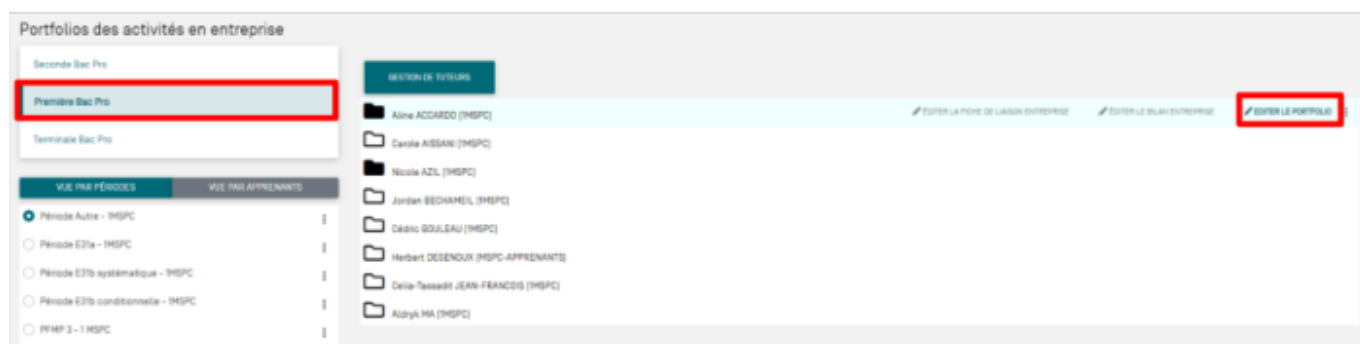 Portfolios des activités en entreprise
Seconde Bac Pro
Première Bac Pro
Terminale Bac Pro
VUE PAR PÉRIODES
VUE PAR APPRENANTS
Période Autre - 1MSPC
Période E31a - 1MSPC
Période E31b systématique - 1MSPC
Période E31b conditionnelle - 1MSPC
PFMP 3 - 1 MSPC
GESTION DE TUTEURS
Aline ACCARDO (1MSPC)
ÉDITER LA FICHE DE LIAISON ENTREPRISE
ÉDITER LE BILAN ENTREPRISE
ÉDITER LE PORTFOLIO
Carole AISSANI (1MSPC)
Nicole AZIL (1MSPC)
Jordan BECHAMEIL (1MSPC)
Cédric BOULEAU (1MSPC)
Herbert DESENOUX (MSPC-APPRENANTS)
Celia-Tassadit JEAN-FRANCOIS (1MSPC)
Aldryk MA (1MSPC)